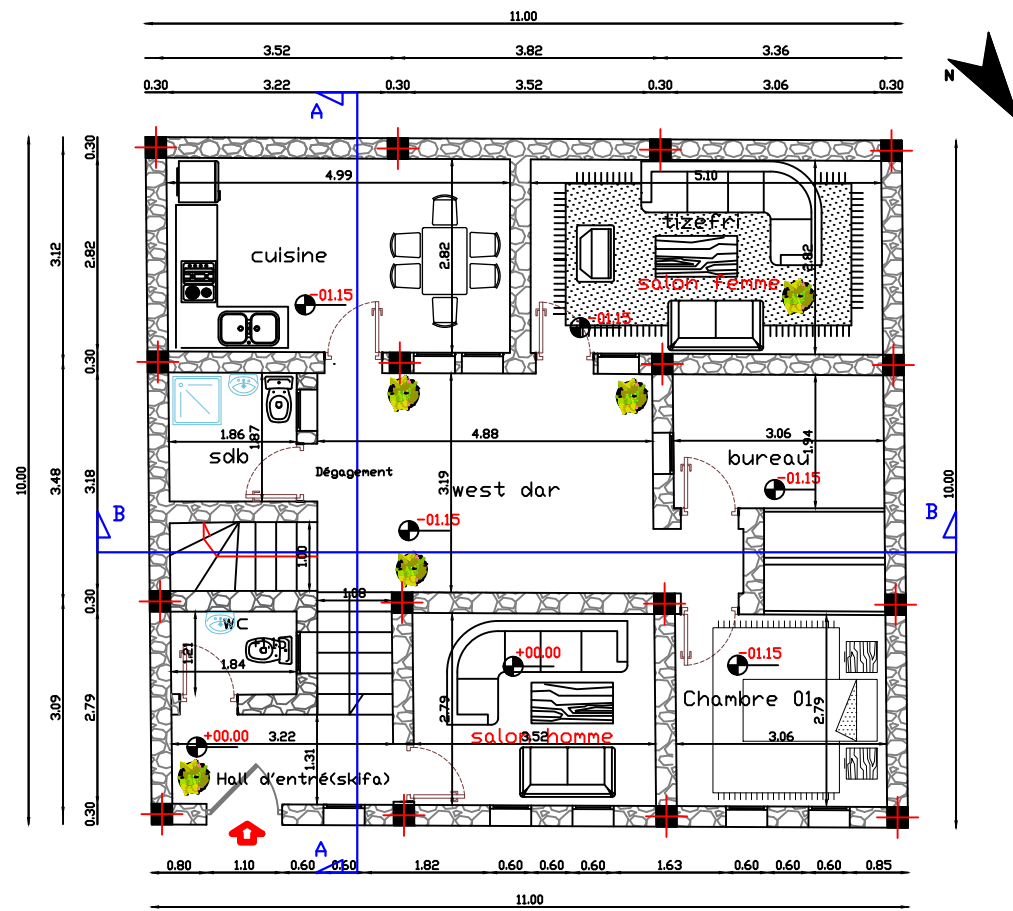 11.00
3.52 3.82 3.36
0.30 3.22 0.30 3.52 0.30 3.06 0.30
N
A
10.00
3.12 3.48 3.09
0.30 2.82 0.30 3.18 0.30 2.79 0.30
4.99
cuisine
2.82
-01.15
5.10
tizefri
salon femme
2.82
-01.15
1.86
1.87
sdb
Dégagement
4.88
3.19
west dar
-01.15
3.06
1.94
bureau
-01.15
B
B
10.00
1.00
1.08
wc
1.21
1.84
+00.00
2.79
3.52
salon homme
-01.15
Chambre 01
2.79
3.06
+00.00
3.22
1.31
Hall d'entré(skifa)
A
0.80 1.10 0.60 0.60 1.82 0.60 0.60 0.60 1.63 0.60 0.60 0.60 0.85
11.00